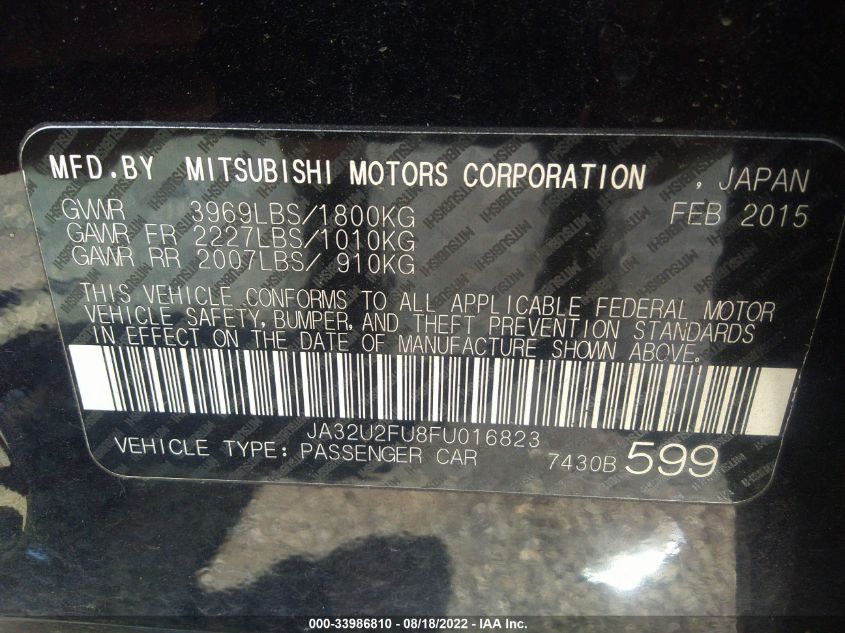 MFD.BY MITSUBISHI MOTORS CORPORATION , JAPAN
GVWR 3969LBS/1800KG FEB 2015
GAWR FR 2227LBS/1010KG
GAWR RR 2007LBS/ 910KG
THIS VEHICLE CONFORMS TO ALL APPLICABLE FEDERAL MOTOR
VEHICLE SAFETY, BUMPER, AND THEFT PREVENTION STANDARDS
IN EFFECT ON THE DATE OF MANUFACTURE SHOWN ABOVE.
JA32U2FU8FU016823
VEHICLE TYPE: PASSENGER CAR 7430B 599
000-33986810 - 08/18/2022 - IAA Inc.